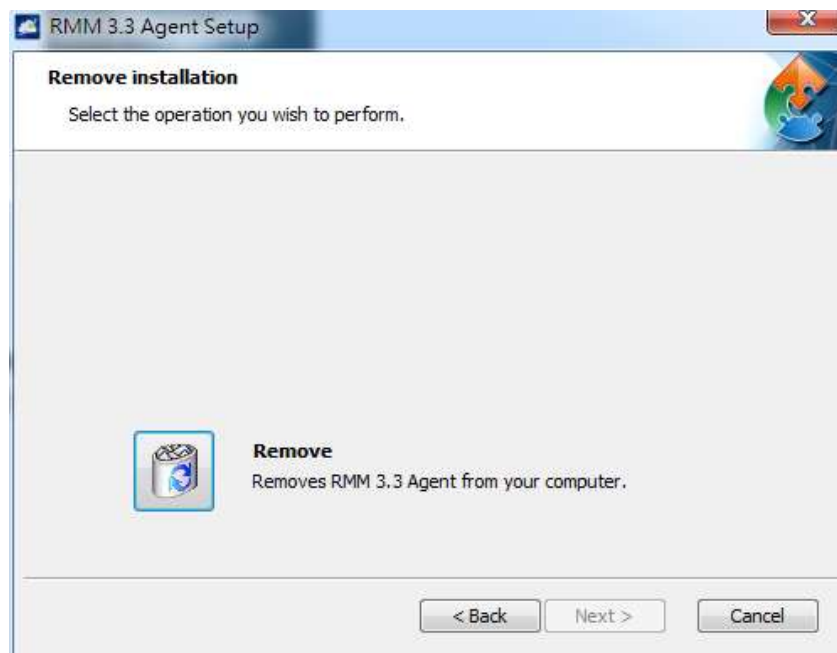 RMM 3.3 Agent Setup
Remove installation
Select the operation you wish to perform.
Remove
Removes RMM 3.3 Agent from your computer.
< Back
Next >
Cancel